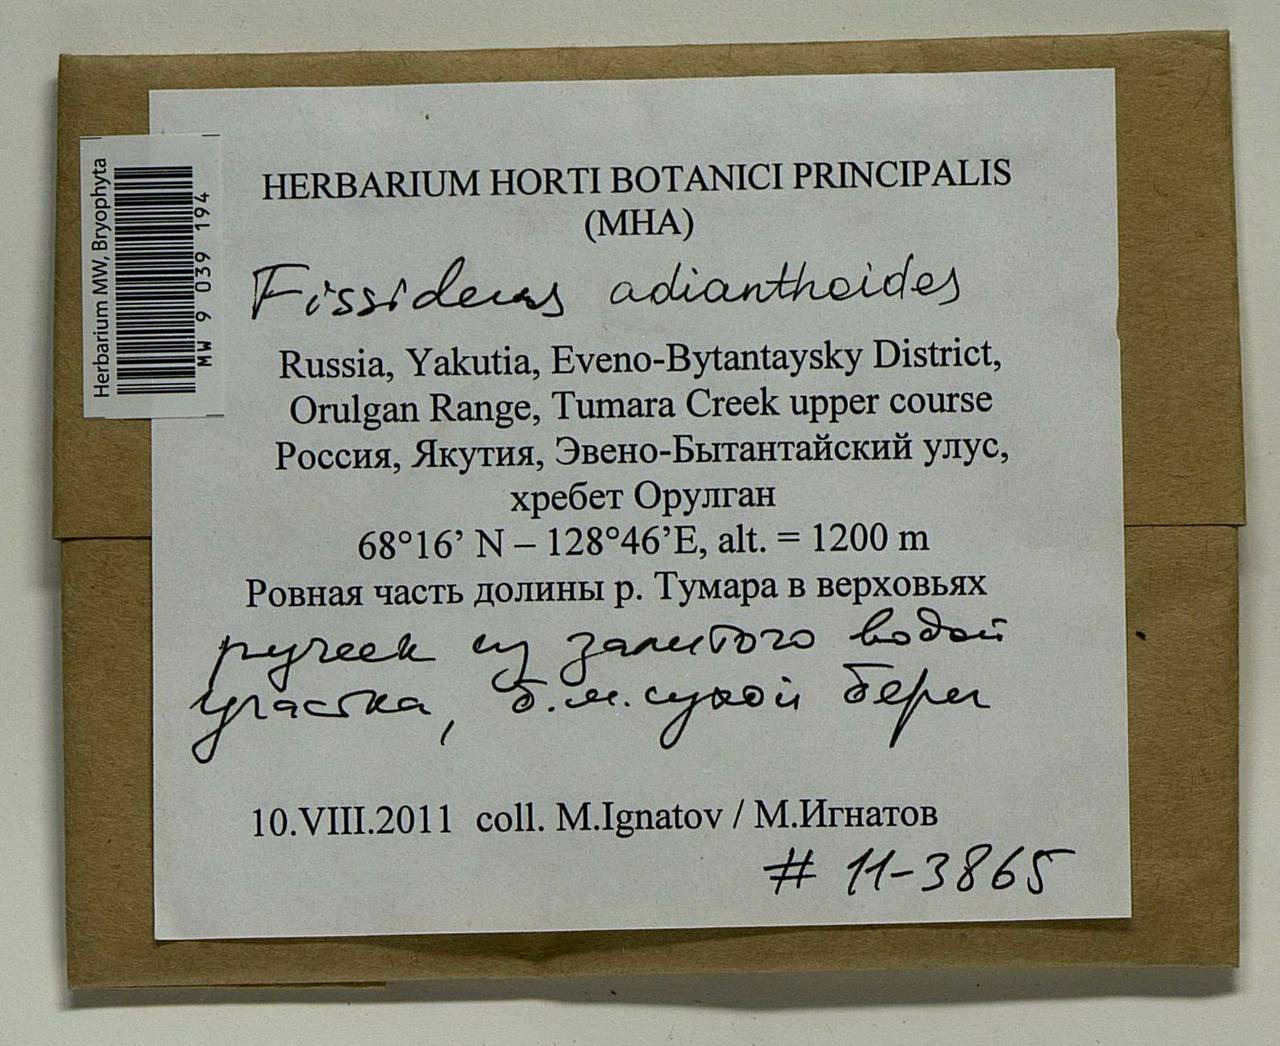 Herbarium MW, Bryophyta
MW 9 039 194
HERBARIUM HORTI BOTANICI PRINCIPALIS
(MHA)
Fissidens adianthoides
Russia, Yakutia, Eveno-Bytantaysky District,
Orulgan Range, Tumara Creek upper course
Россия, Якутия, Эвено-Бытантайский улус,
хребет Орулган
68°16’ N – 128°46’E, alt. = 1200 m
Ровная часть долины р. Тумара в верховьях
ручеек из залитого водой
участка, б.м.сухой берег
10.VIII.2011 coll. M.Ignatov / М.Игнатов
# 11-3865